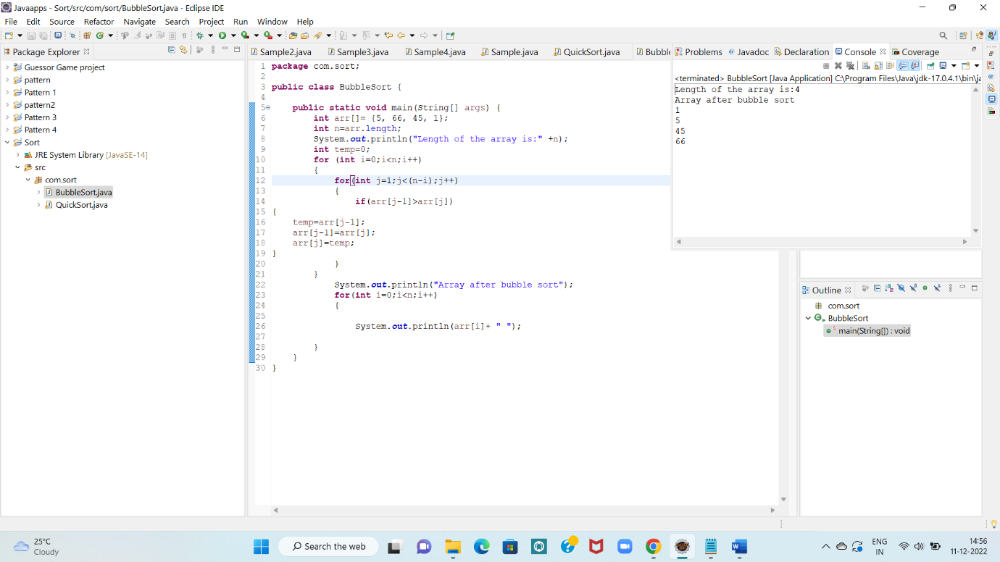 Javaapps - Sort/src/com/sort/BubbleSort.java - Eclipse IDE
File Edit Source Refactor Navigate Search Project Run Window Help
Package Explorer
Guessor Game project
pattern
Pattern 1
pattern2
Pattern 3
Pattern 4
Sort
JRE System Library [JavaSE-14]
src
com.sort
BubbleSort.java
QuickSort.java
Sample2.java Sample3.java Sample4.java Sample.java QuickSort.java Bubbl
1 package com.sort;
2
3 public class BubbleSort {
4
5 public static void main(String[] args) {
6 int arr[]= {5, 66, 45, 1};
7 int n=arr.length;
8 System.out.println("Length of the array is:" +n);
9 int temp=0;
10 for (int i=0;i<n;i++)
11 {
12 for(int j=1;j<(n-i);j++)
13 {
14 if(arr[j-1]>arr[j])
15 {
16 temp=arr[j-1];
17 arr[j-1]=arr[j];
18 arr[j]=temp;
19 }
20 }
21 }
22 System.out.println("Array after bubble sort");
23 for(int i=0;i<n;i++)
24 {
25
26 System.out.println(arr[i]+ " ");
27
28 }
29 }
30 }
Problems Javadoc Declaration Console Coverage
<terminated> BubbleSort [Java Application] C:\Program Files\Java\jdk-17.0.4.1\bin\ja
Length of the array is:4
Array after bubble sort
1
5
45
66
Outline
com.sort
BubbleSort
main(String[]) : void
25°C
Cloudy
Search the web
ENG
IN
14:56
11-12-2022